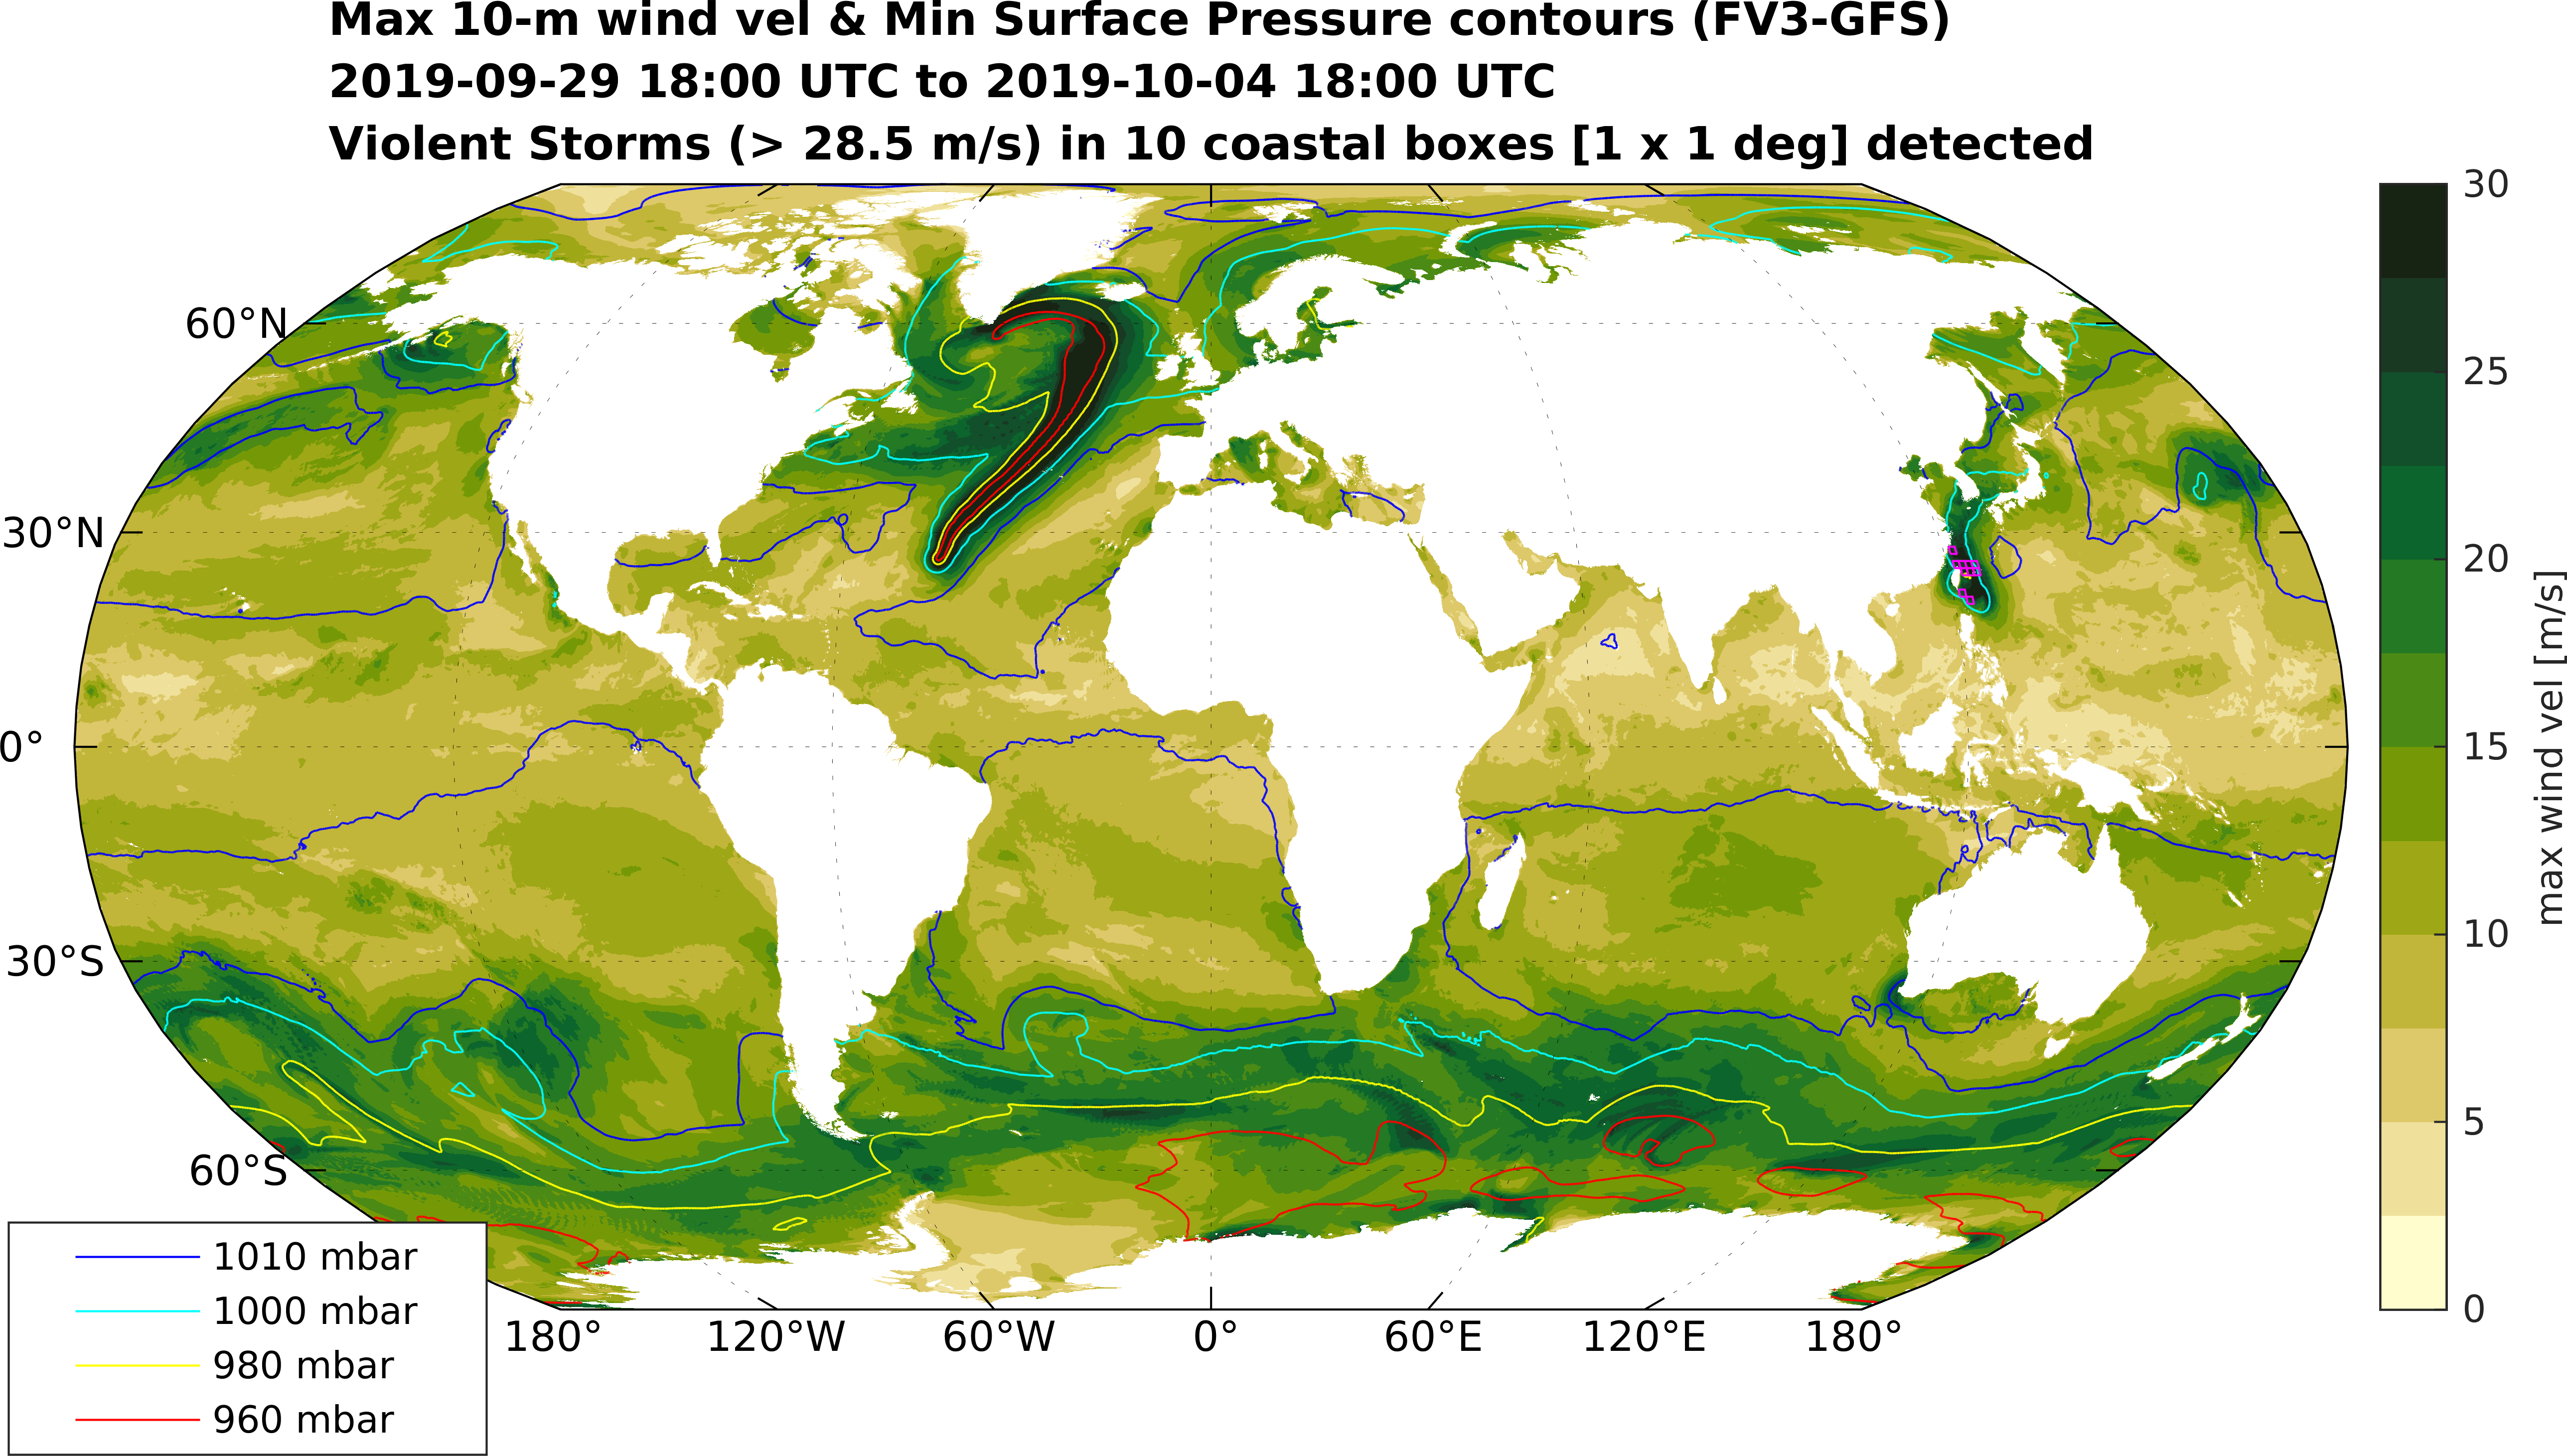 Max 10-m wind vel & Min Surface Pressure contours (FV3-GFS)
2019-09-29 18:00 UTC to 2019-10-04 18:00 UTC
Violent Storms (> 28.5 m/s) in 10 coastal boxes [1 x 1 deg] detected
60°N
30°N
0°
30°S
60°S
180°
120°W
60°W
0°
60°E
120°E
180°
1010 mbar
1000 mbar
980 mbar
960 mbar
30
25
20
15
10
5
0
max wind vel [m/s]